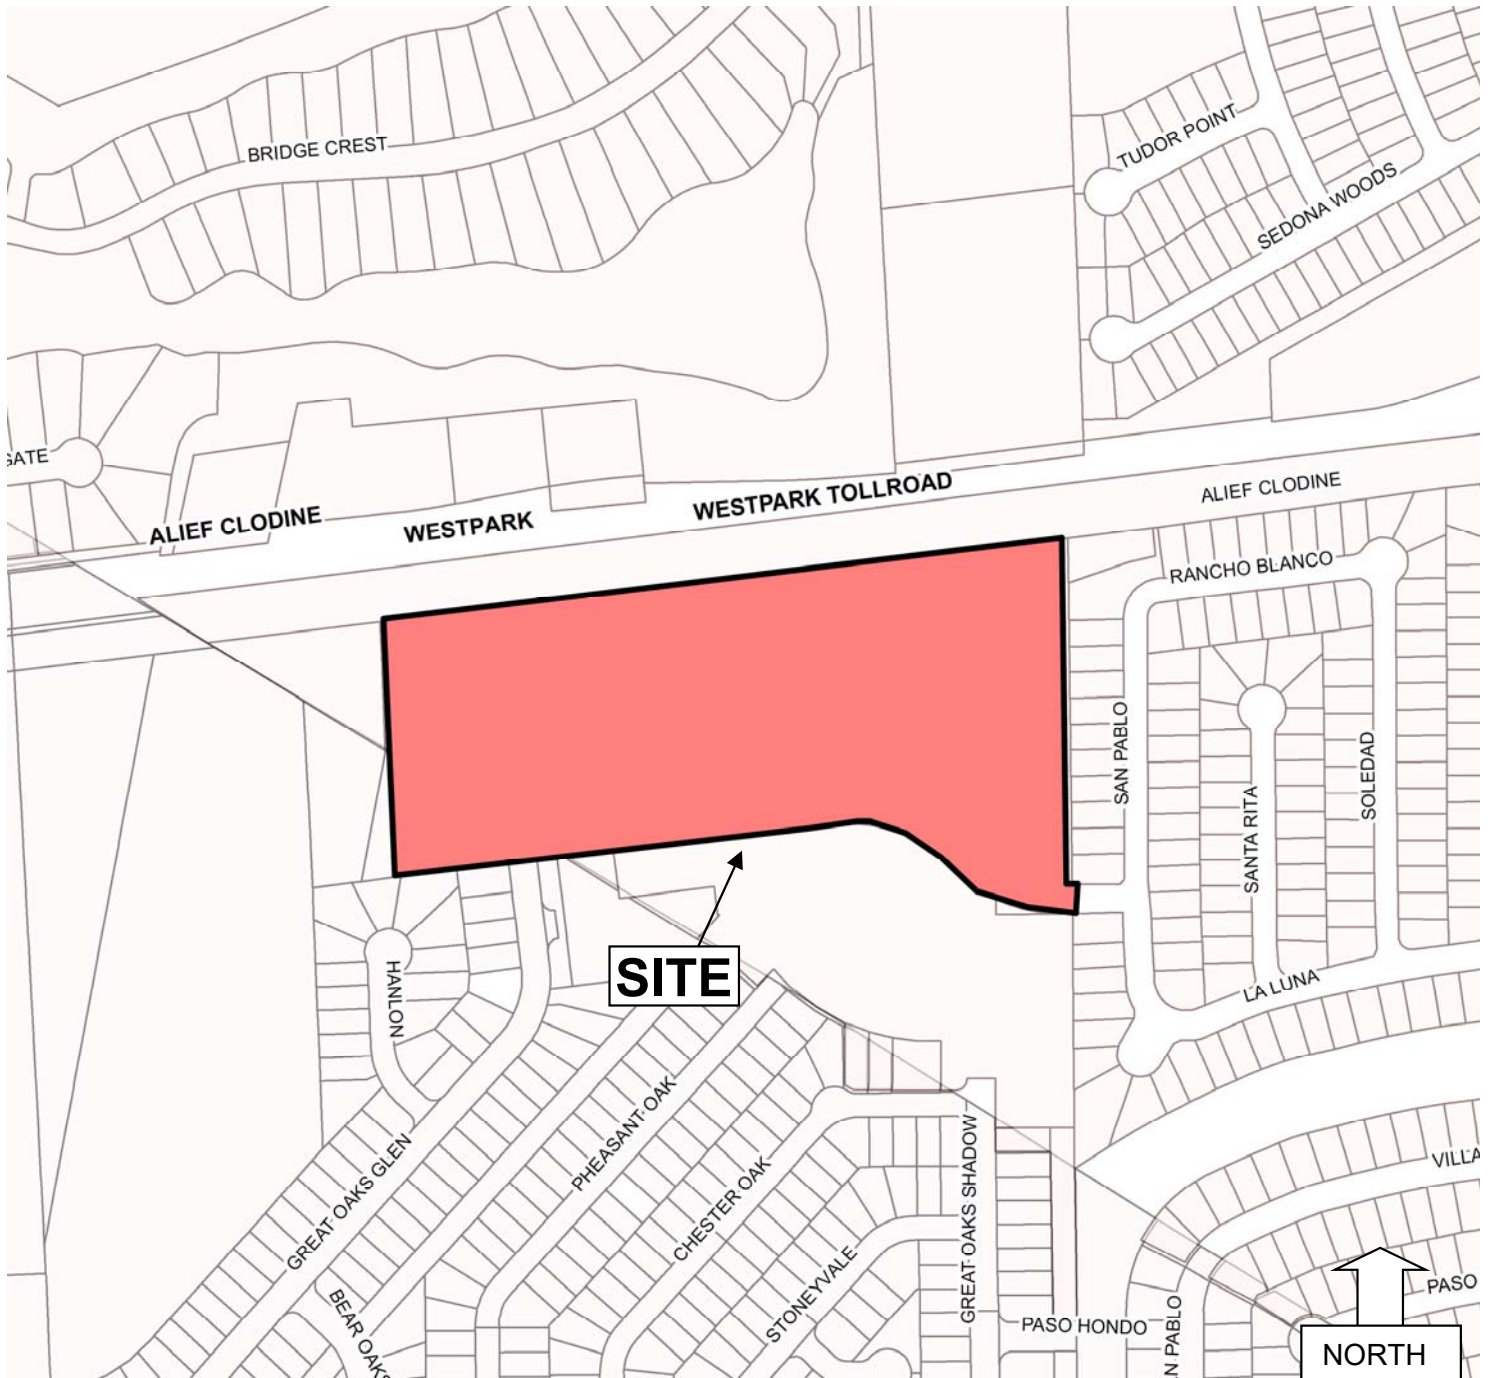 BRIDGE CREST
TUDOR POINT
SEDONA WOODS
GATE
ALIEF CLODINE
WESTPARK
WESTPARK TOLLROAD
ALIEF CLODINE
RANCHO BLANCO
SAN PABLO
SANTA RITA
SOLEDAD
SITE
HANLON
LA LUNA
GREAT OAKS GLEN
PHEASANT OAK
CHESTER OAK
GREAT OAKS SHADOW
VILLA
STONEYVALE
BEAR OAKS
PASO HONDO
AN PABLO
PASO
NORTH